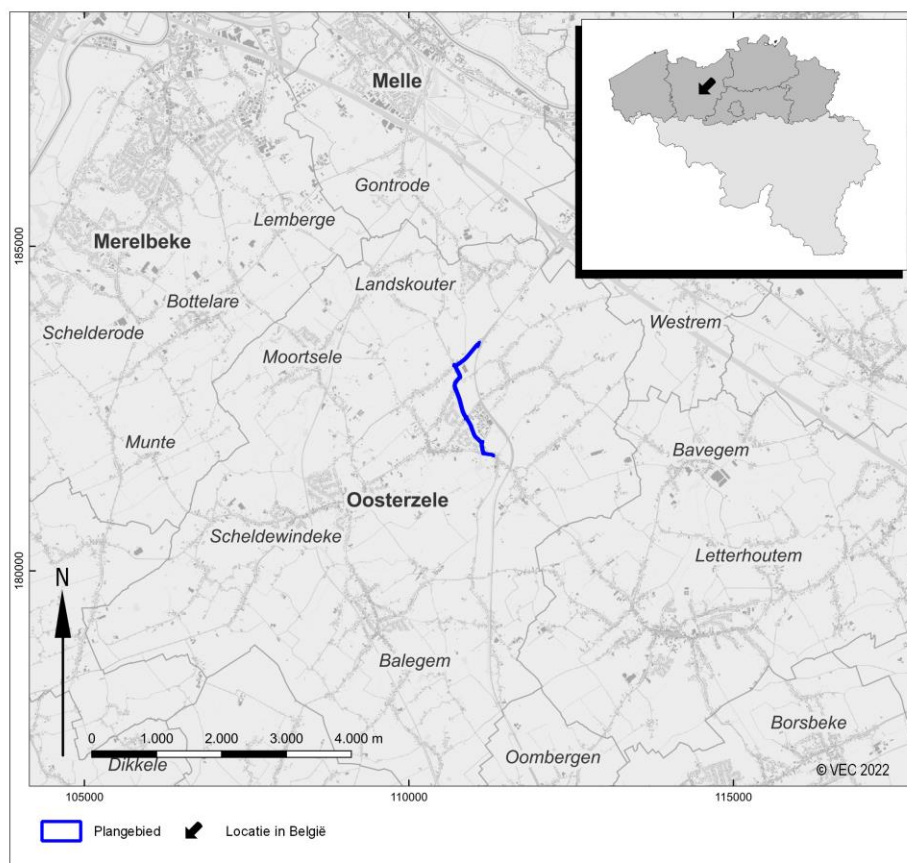 Melle
Gontrode
Lemberge
Merelbeke
185000
Landskouter
Bottelare
Westrem
Schelderode
Moortsele
Munte
Bavegem
Oosterzele
Scheldewindeke
Letterhoutem
180000
N
Balegem
Borsbeke
0 1.000 2.000 3.000 4.000 m
Oombergen
Dikkele
© VEC 2022
105000 110000 115000
Plangebied Locatie in België